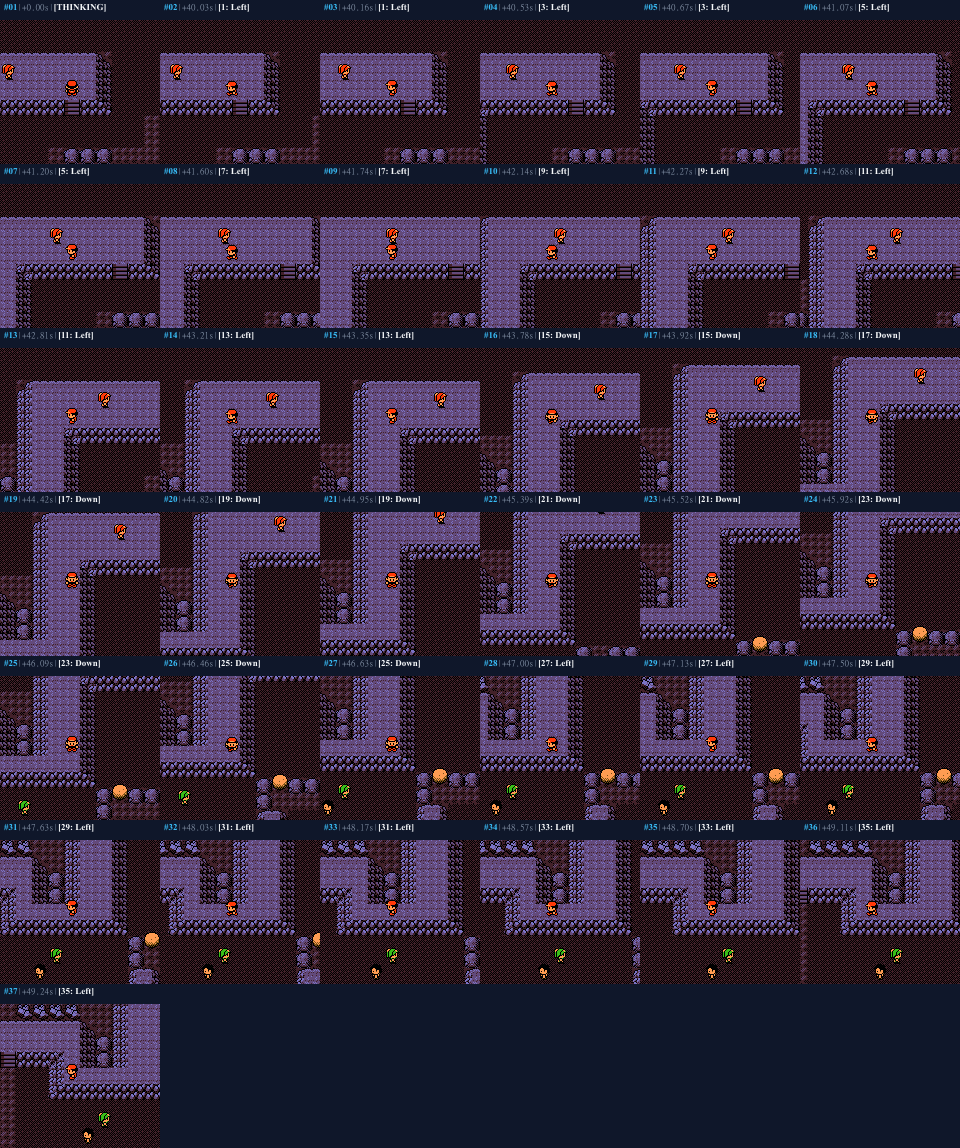 #01|+0.00s|[THINKING] #02|+40.03s|[1: Left] #03|+40.16s|[1: Left] #04|+40.53s|[3: Left] #05|+40.67s|[3: Left] #06|+41.07s|[5: Left]
#07|+41.20s|[5: Left] #08|+41.60s|[7: Left] #09|+41.74s|[7: Left] #10|+42.14s|[9: Left] #11|+42.27s|[9: Left] #12|+42.68s|[11: Left]
#13|+42.81s|[11: Left] #14|+43.21s|[13: Left] #15|+43.35s|[13: Left] #16|+43.78s|[15: Down] #17|+43.92s|[15: Down] #18|+44.28s|[17: Down]
#19|+44.42s|[17: Down] #20|+44.82s|[19: Down] #21|+44.95s|[19: Down] #22|+45.39s|[21: Down] #23|+45.52s|[21: Down] #24|+45.92s|[23: Down]
#25|+46.09s|[23: Down] #26|+46.46s|[25: Down] #27|+46.63s|[25: Down] #28|+47.00s|[27: Left] #29|+47.13s|[27: Left] #30|+47.50s|[29: Left]
#31|+47.63s|[29: Left] #32|+48.03s|[31: Left] #33|+48.17s|[31: Left] #34|+48.57s|[33: Left] #35|+48.70s|[33: Left] #36|+49.11s|[35: Left]
#37|+49.24s|[35: Left]